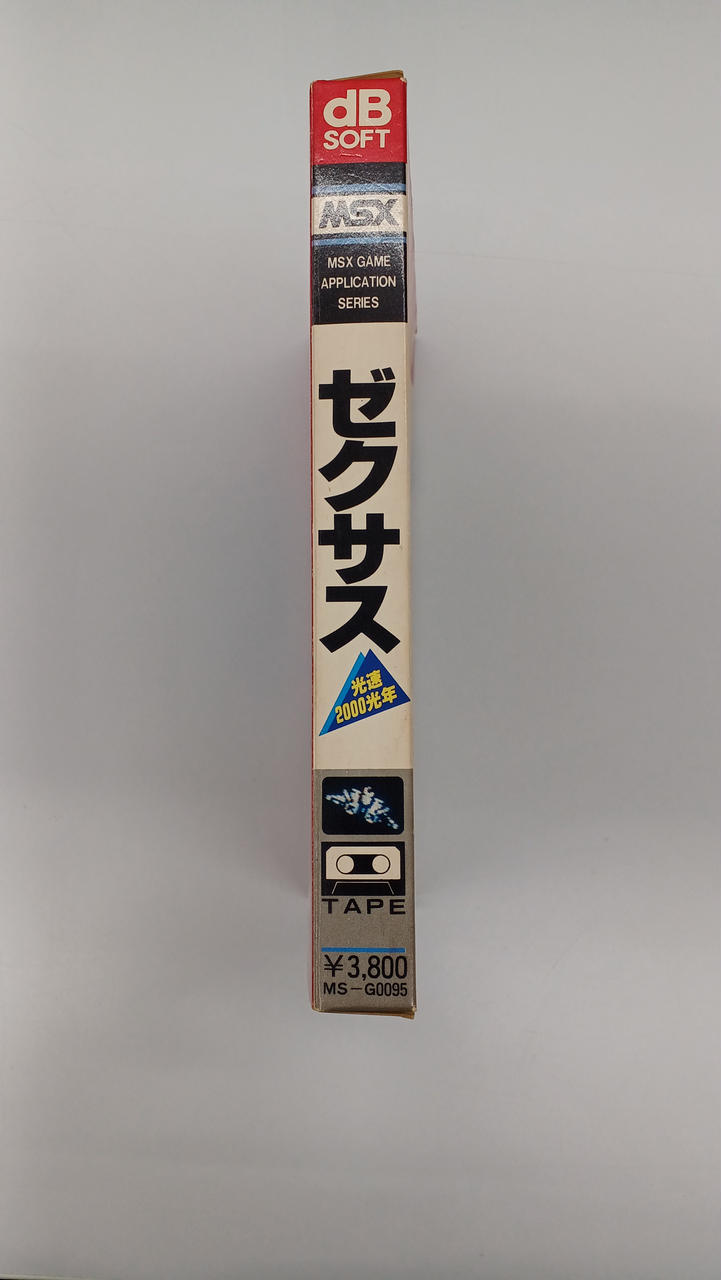 dB
SOFT
MSX
MSX GAME
APPLICATION
SERIES
ゼクサス
光速
2000光年
TAPE
¥3,800
MS－G0095